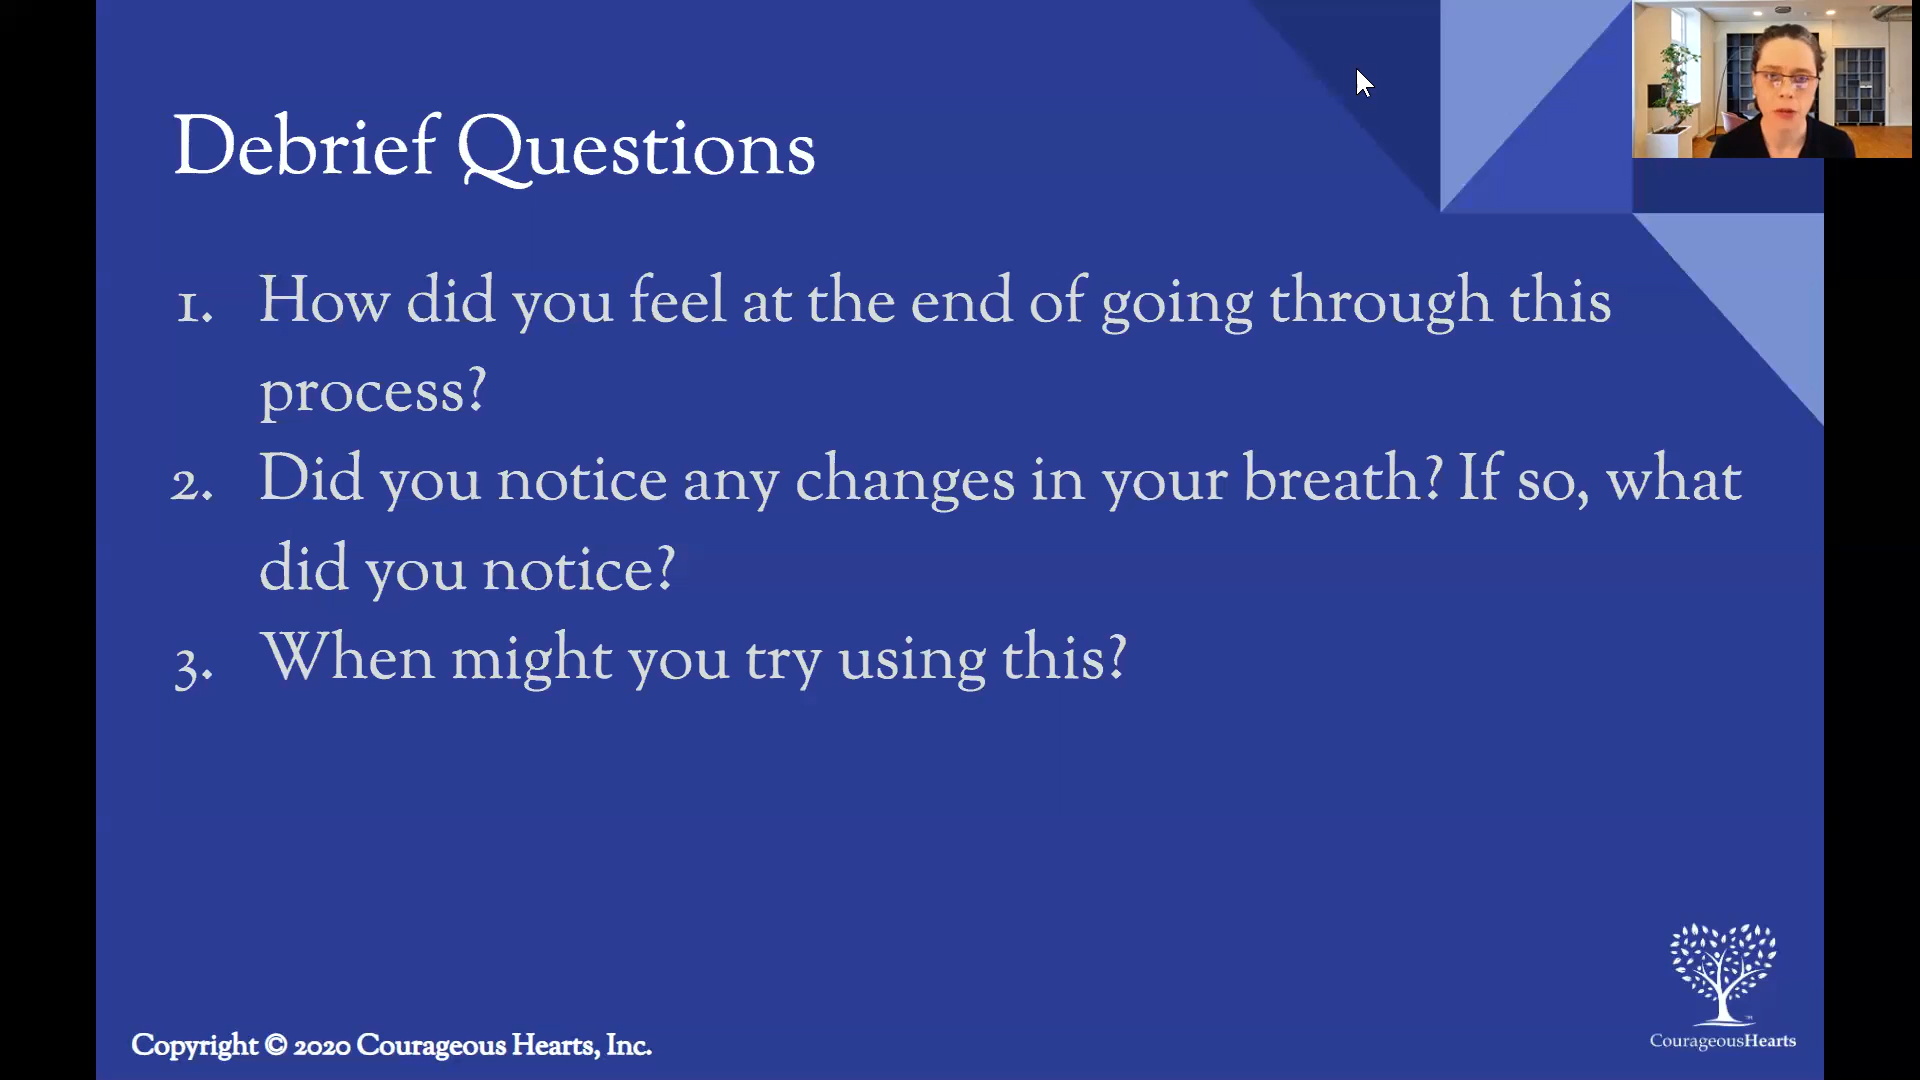 Debrief Questions
1. How did you feel at the end of going through this
process?
2. Did you notice any changes in your breath? If so, what
did you notice?
3. When might you try using this?
Copyright © 2020 Courageous Hearts, Inc.
CourageousHearts